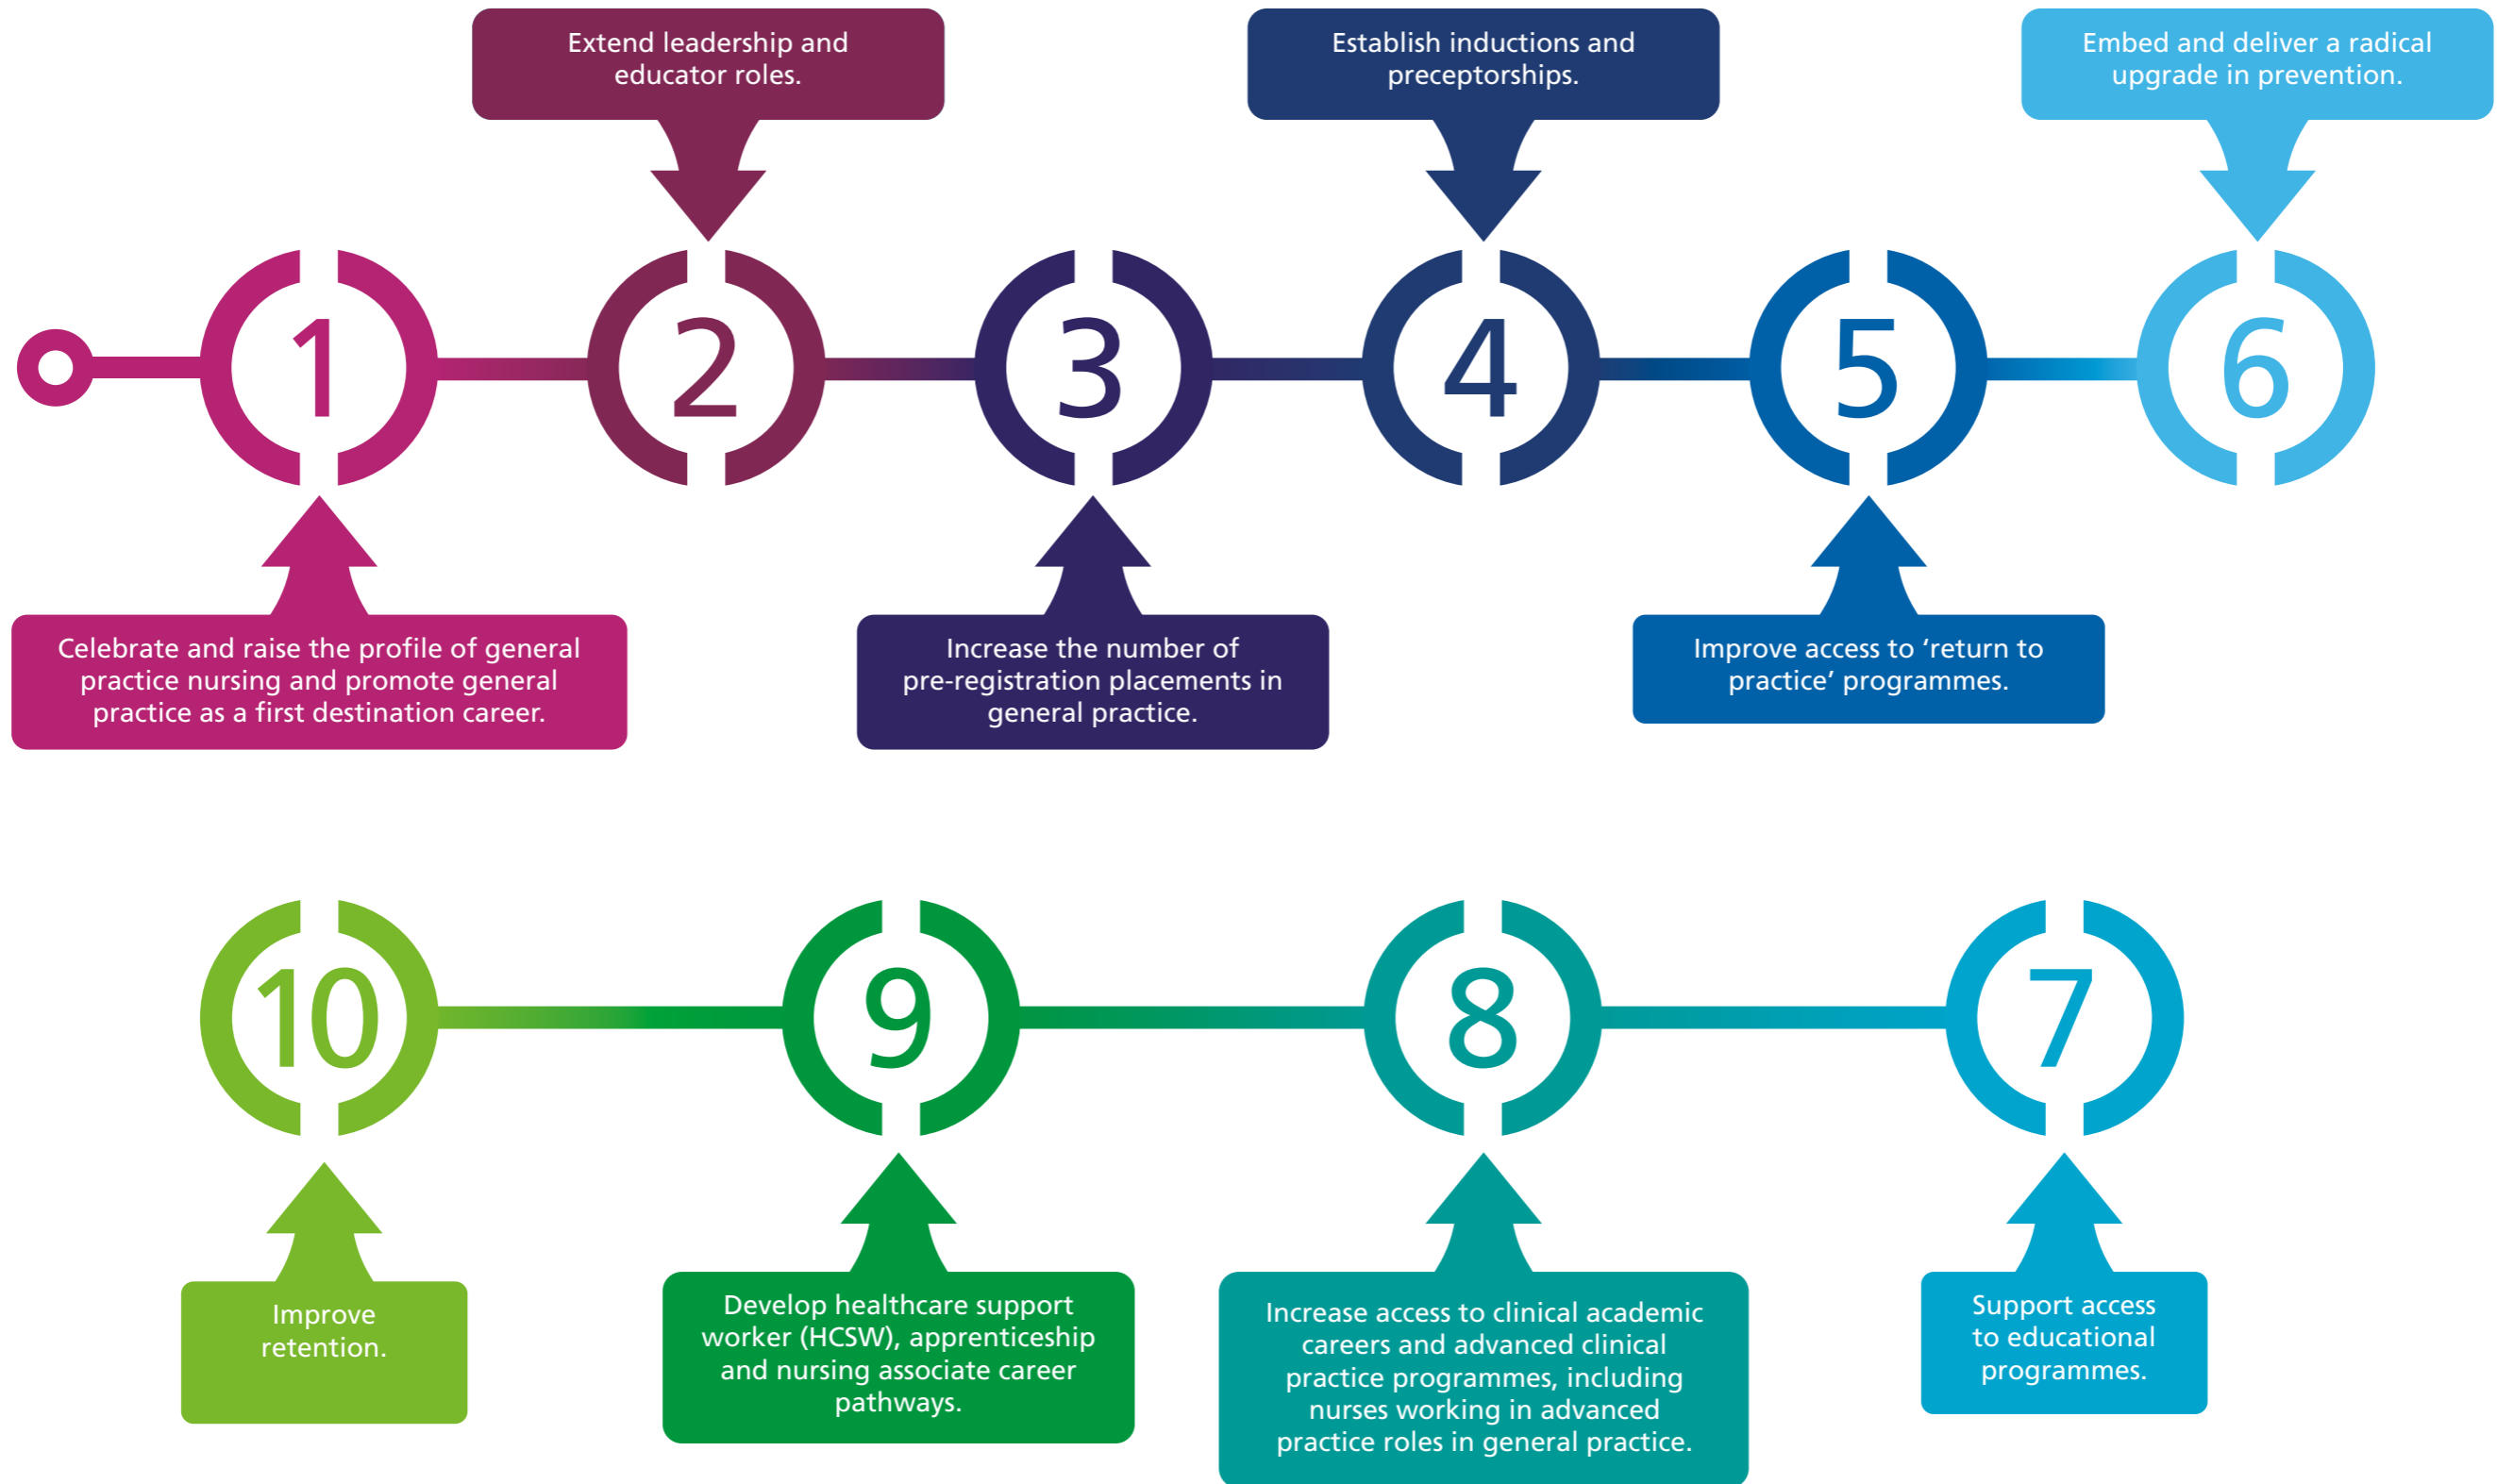 Extend leadership and
educator roles.
Establish inductions and
preceptorships.
Embed and deliver a radical
upgrade in prevention.
1
2
3
4
5
6
Celebrate and raise the profile of general
practice nursing and promote general
practice as a first destination career.
Increase the number of
pre-registration placements in
general practice.
Improve access to ‘return to
practice’ programmes.
10
9
8
7
Improve
retention.
Develop healthcare support
worker (HCSW), apprenticeship
and nursing associate career
pathways.
Increase access to clinical academic
careers and advanced clinical
practice programmes, including
nurses working in advanced
practice roles in general practice.
Support access
to educational
programmes.